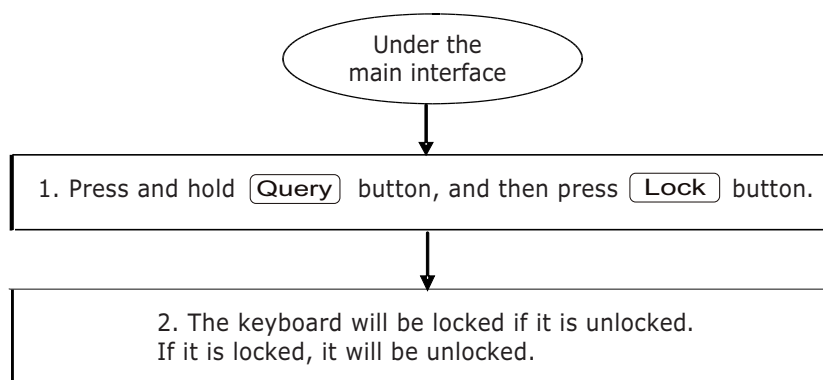 Under the
main interface
1. Press and hold Query button, and then press Lock button.
2. The keyboard will be locked if it is unlocked.
If it is locked, it will be unlocked.